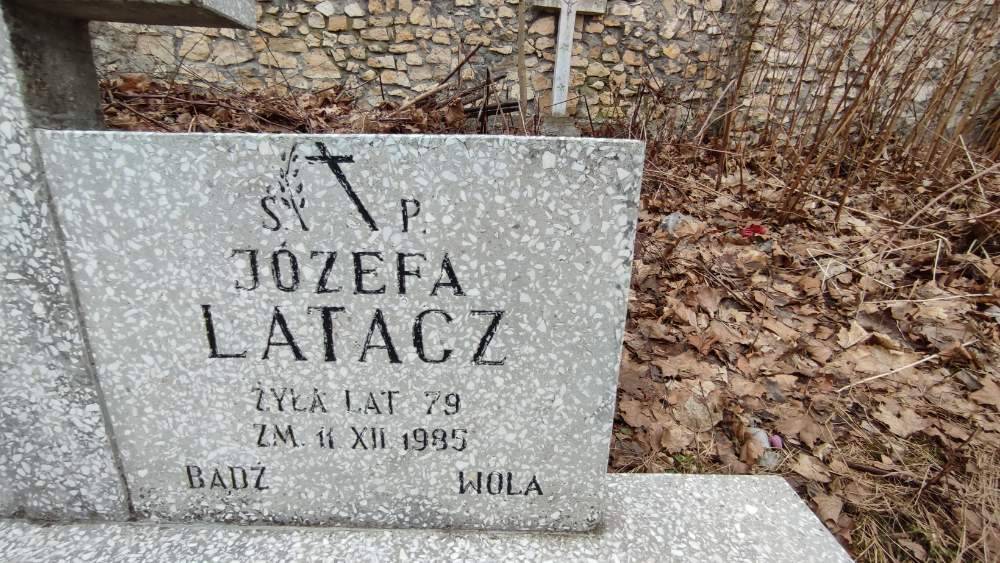 Ś. P.
JÓZEFA
LATACZ
ŻYŁA LAT 79
ZM. 11 XII 1985
BĄDŹ WOLA